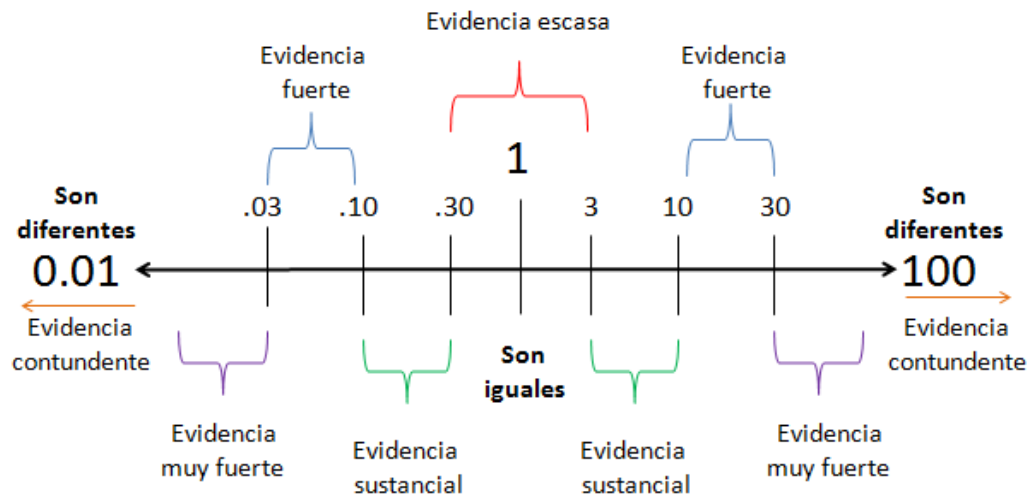 Evidencia escasa
Evidencia
fuerte
Evidencia
fuerte
1
Son
diferentes
0.01
.03
.10
.30
3
10
30
Son
diferentes
100
Evidencia
contundente
Son
iguales
Evidencia
contundente
Evidencia
muy fuerte
Evidencia
sustancial
Evidencia
sustancial
Evidencia
muy fuerte